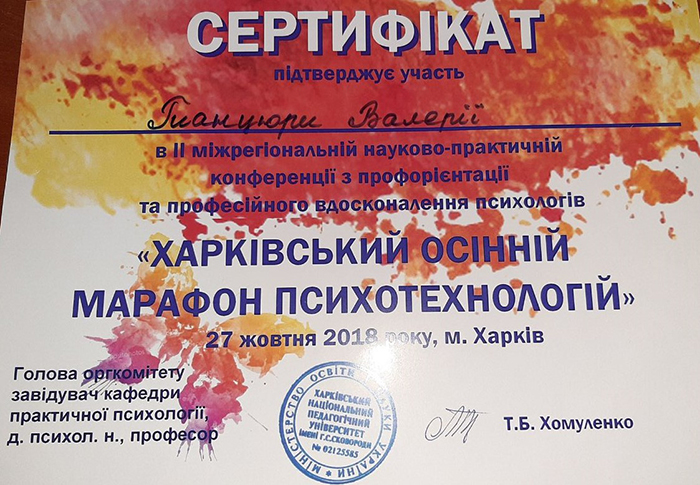 СЕРТИФІКАТ
підтверджує участь
Танцюри Валерії
в ІІ міжрегіональній науково-практичній
конференції з профорієнтації
та професійного вдосконалення психологів
«ХАРКІВСЬКИЙ ОСІННІЙ
МАРАФОН ПСИХОТЕХНОЛОГІЙ»
27 жовтня 2018 року, м. Харків
Голова оргкомітету
завідувач кафедри
практичної психології,
д. психол. н., професор
МІНІСТЕРСТВО ОСВІТИ І НАУКИ УКРАЇНИ
ХАРКІВСЬКИЙ
НАЦІОНАЛЬНИЙ
ПЕДАГОГІЧНИЙ
УНІВЕРСИТЕТ
ІМЕНІ Г.С.СКОВОРОДИ
№ 02125585
Т.Б. Хомуленко